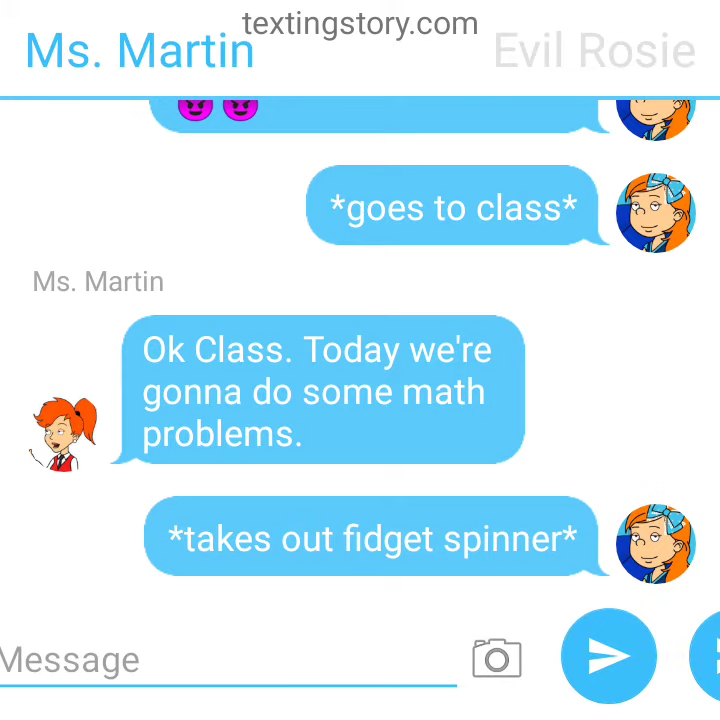 textingstory.com
Ms. Martin
Evil Rosie
*goes to class*
Ms. Martin
Ok Class. Today we're
gonna do some math
problems.
*takes out fidget spinner*
Message